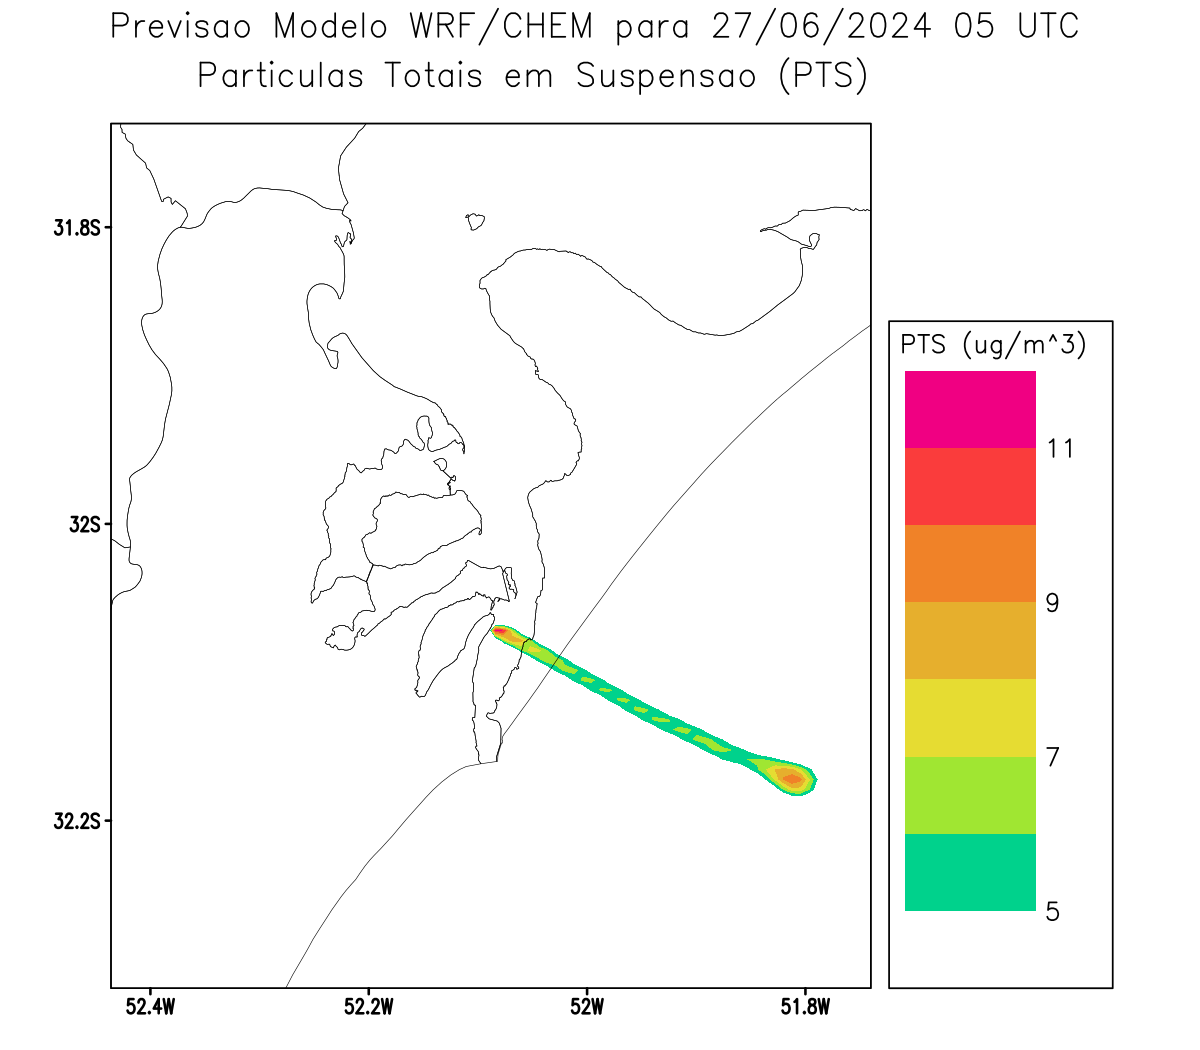 Previsao Modelo WRF/CHEM para 27/06/2024 05 UTC
Particulas Totais em Suspensao (PTS)
31.8S
32S
32.2S
52.4W
52.2W
52W
51.8W
PTS (ug/m^3)
11
9
7
5